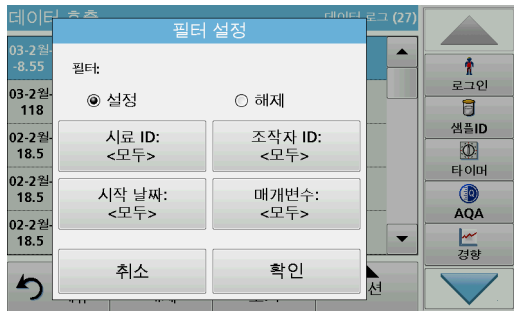 데이터 호출
데이터 로그 (27)
필터 설정
03-2월-
-8.55
03-2월-
118
02-2월-
18.5
02-2월-
18.5
02-2월-
18.5
필터:
설정
해제
시료 ID:
<모두>
조작자 ID:
<모두>
시작 날짜:
<모두>
매개변수:
<모두>
취소
확인
션
로그인
샘플ID
타이머
AQA
경향